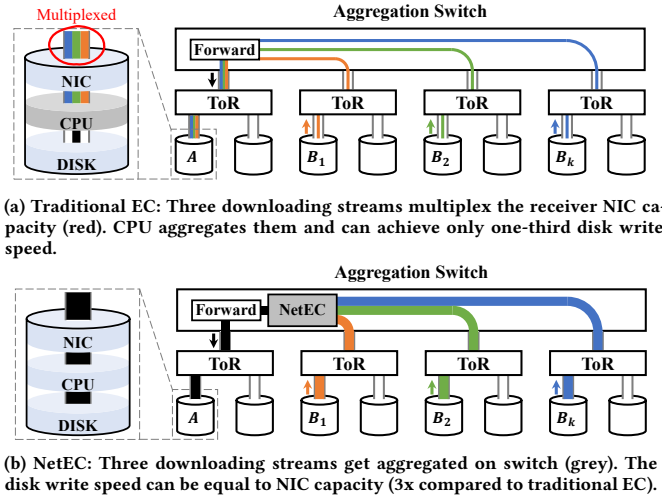 Aggregation Switch
Multiplexed
Forward
NIC
ToR
ToR
ToR
ToR
CPU
DISK
A
B1
B2
Bk
(a) Traditional EC: Three downloading streams multiplex the receiver NIC ca-
pacity (red). CPU aggregates them and can achieve only one-third disk write
speed.
Aggregation Switch
Forward
NetEC
NIC
ToR
ToR
ToR
ToR
CPU
DISK
A
B1
B2
Bk
(b) NetEC: Three downloading streams get aggregated on switch (grey). The
disk write speed can be equal to NIC capacity (3x compared to traditional EC).